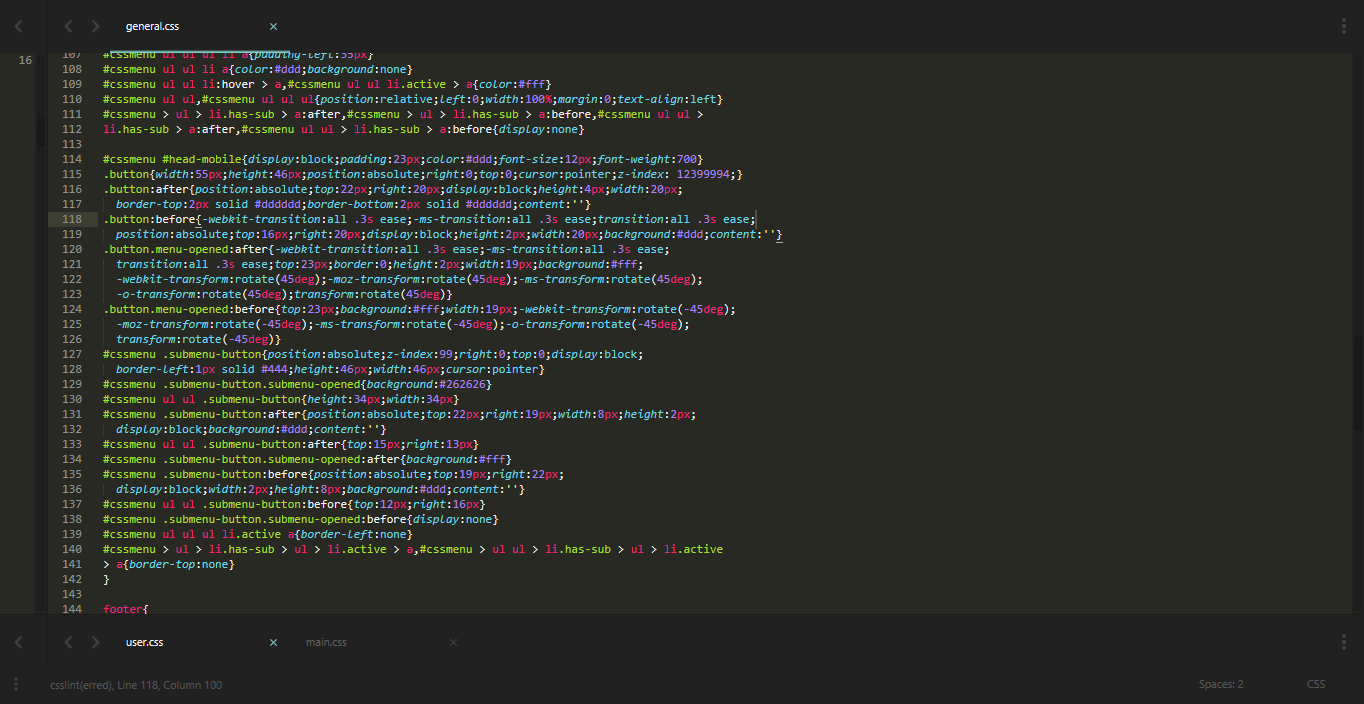 general.css ×
16
107 #cssmenu ul ul ul li a{padding-left:35px}
108 #cssmenu ul ul li a{color:#ddd;background:none}
109 #cssmenu ul ul li:hover > a,#cssmenu ul ul li.active > a{color:#fff}
110 #cssmenu ul ul,#cssmenu ul ul ul{position:relative;left:0;width:100%;margin:0;text-align:left}
111 #cssmenu > ul > li.has-sub > a:after,#cssmenu > ul > li.has-sub > a:before,#cssmenu ul ul >
112 li.has-sub > a:after,#cssmenu ul ul > li.has-sub > a:before{display:none}
113
114 #cssmenu #head-mobile{display:block;padding:23px;color:#ddd;font-size:12px;font-weight:700}
115 .button{width:55px;height:46px;position:absolute;right:0;top:0;cursor:pointer;z-index: 12399994;}
116 .button:after{position:absolute;top:22px;right:20px;display:block;height:4px;width:20px;
117 border-top:2px solid #dddddd;border-bottom:2px solid #dddddd;content:''}
118 .button:before{-webkit-transition:all .3s ease;-ms-transition:all .3s ease;transition:all .3s ease;
119 position:absolute;top:16px;right:20px;display:block;height:2px;width:20px;background:#ddd;content:''}
120 .button.menu-opened:after{-webkit-transition:all .3s ease;-ms-transition:all .3s ease;
121 transition:all .3s ease;top:23px;border:0;height:2px;width:19px;background:#fff;
122 -webkit-transform:rotate(45deg);-moz-transform:rotate(45deg);-ms-transform:rotate(45deg);
123 -o-transform:rotate(45deg);transform:rotate(45deg)}
124 .button.menu-opened:before{top:23px;background:#fff;width:19px;-webkit-transform:rotate(-45deg);
125 -moz-transform:rotate(-45deg);-ms-transform:rotate(-45deg);-o-transform:rotate(-45deg);
126 transform:rotate(-45deg)}
127 #cssmenu .submenu-button{position:absolute;z-index:99;right:0;top:0;display:block;
128 border-left:1px solid #444;height:46px;width:46px;cursor:pointer}
129 #cssmenu .submenu-button.submenu-opened{background:#262626}
130 #cssmenu ul ul .submenu-button{height:34px;width:34px}
131 #cssmenu .submenu-button:after{position:absolute;top:22px;right:19px;width:8px;height:2px;
132 display:block;background:#ddd;content:''}
133 #cssmenu ul ul .submenu-button:after{top:15px;right:13px}
134 #cssmenu .submenu-button.submenu-opened:after{background:#fff}
135 #cssmenu .submenu-button:before{position:absolute;top:19px;right:22px;
136 display:block;width:2px;height:8px;background:#ddd;content:''}
137 #cssmenu ul ul .submenu-button:before{top:12px;right:16px}
138 #cssmenu .submenu-button.submenu-opened:before{display:none}
139 #cssmenu ul ul ul li.active a{border-left:none}
140 #cssmenu > ul > li.has-sub > ul > li.active > a,#cssmenu > ul ul > li.has-sub > ul > li.active
141 > a{border-top:none}
142 }
143
144 footer{
user.css × main.css ×
csslint(erred), Line 118, Column 100 Spaces: 2 CSS